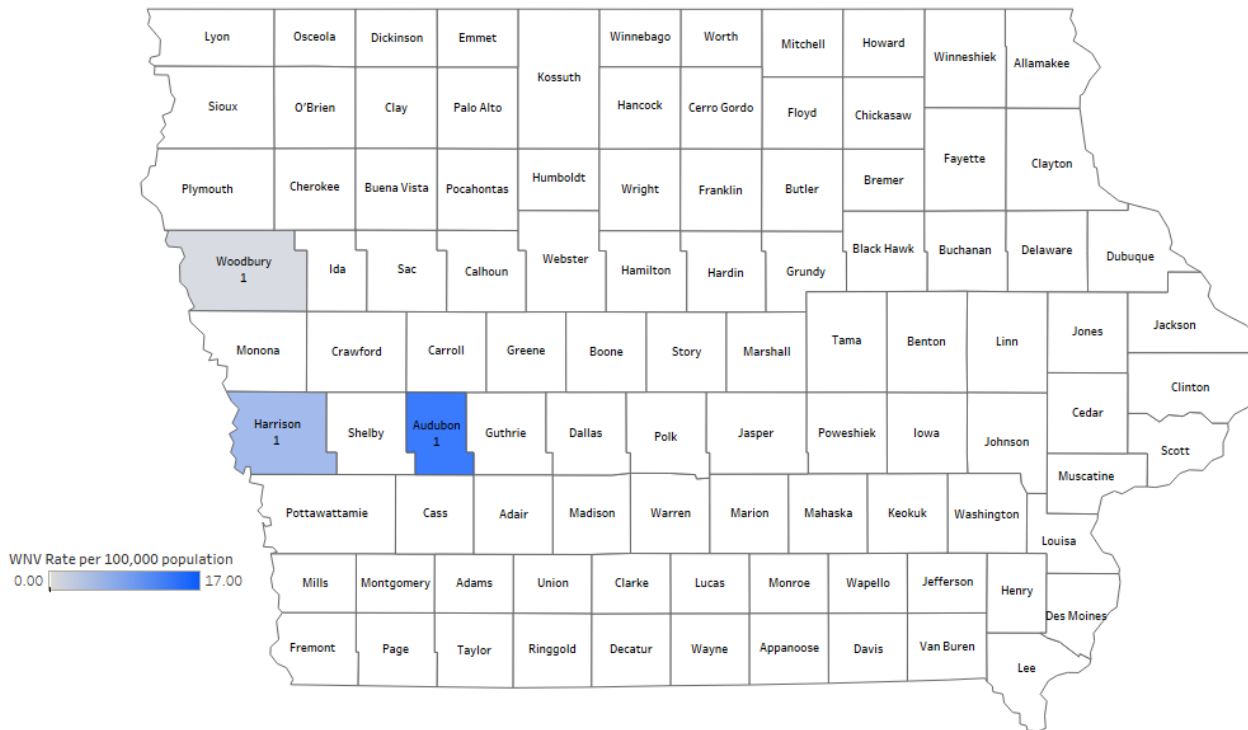 Lyon
Osceola
Dickinson
Emmet
Kossuth
Winnebago
Worth
Mitchell
Howard
Winneshiek
Allamakee
Sioux
O'Brien
Clay
Palo Alto
Hancock
Cerro Gordo
Floyd
Chickasaw
Fayette
Clayton
Plymouth
Cherokee
Buena Vista
Pocahontas
Humboldt
Wright
Franklin
Butler
Bremer
Woodbury
1
Ida
Sac
Calhoun
Webster
Hamilton
Hardin
Grundy
Black Hawk
Buchanan
Delaware
Dubuque
Monona
Crawford
Carroll
Greene
Boone
Story
Marshall
Tama
Benton
Linn
Jones
Jackson
Clinton
Harrison
1
Shelby
Audubon
1
Guthrie
Dallas
Polk
Jasper
Poweshiek
Iowa
Johnson
Cedar
Scott
Muscatine
Pottawattamie
Cass
Adair
Madison
Warren
Marion
Mahaska
Keokuk
Washington
Louisa
WNV Rate per 100,000 population
0.00
17.00
Mills
Montgomery
Adams
Union
Clarke
Lucas
Monroe
Wapello
Jefferson
Henry
Des Moines
Fremont
Page
Taylor
Ringgold
Decatur
Wayne
Appanoose
Davis
Van Buren
Lee